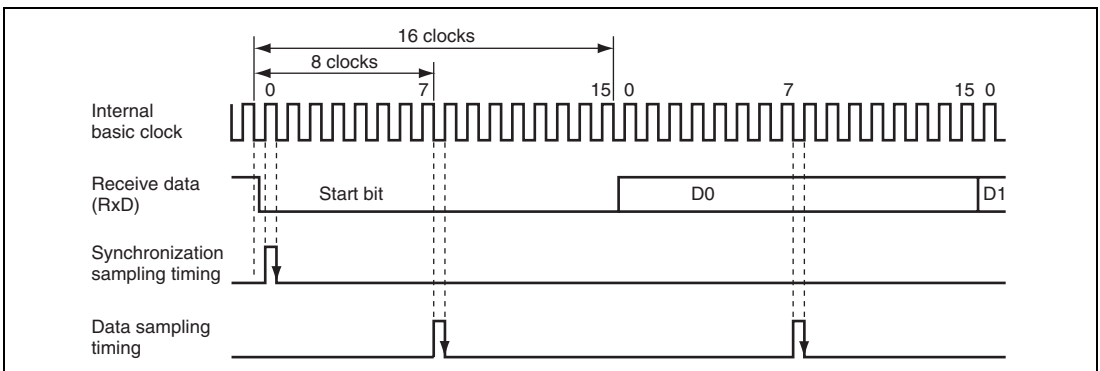 16 clocks
8 clocks
0 7 15 0 7 15 0
Internal
basic clock
Receive data
(RxD)
Start bit D0 D1
Synchronization
sampling timing
Data sampling
timing